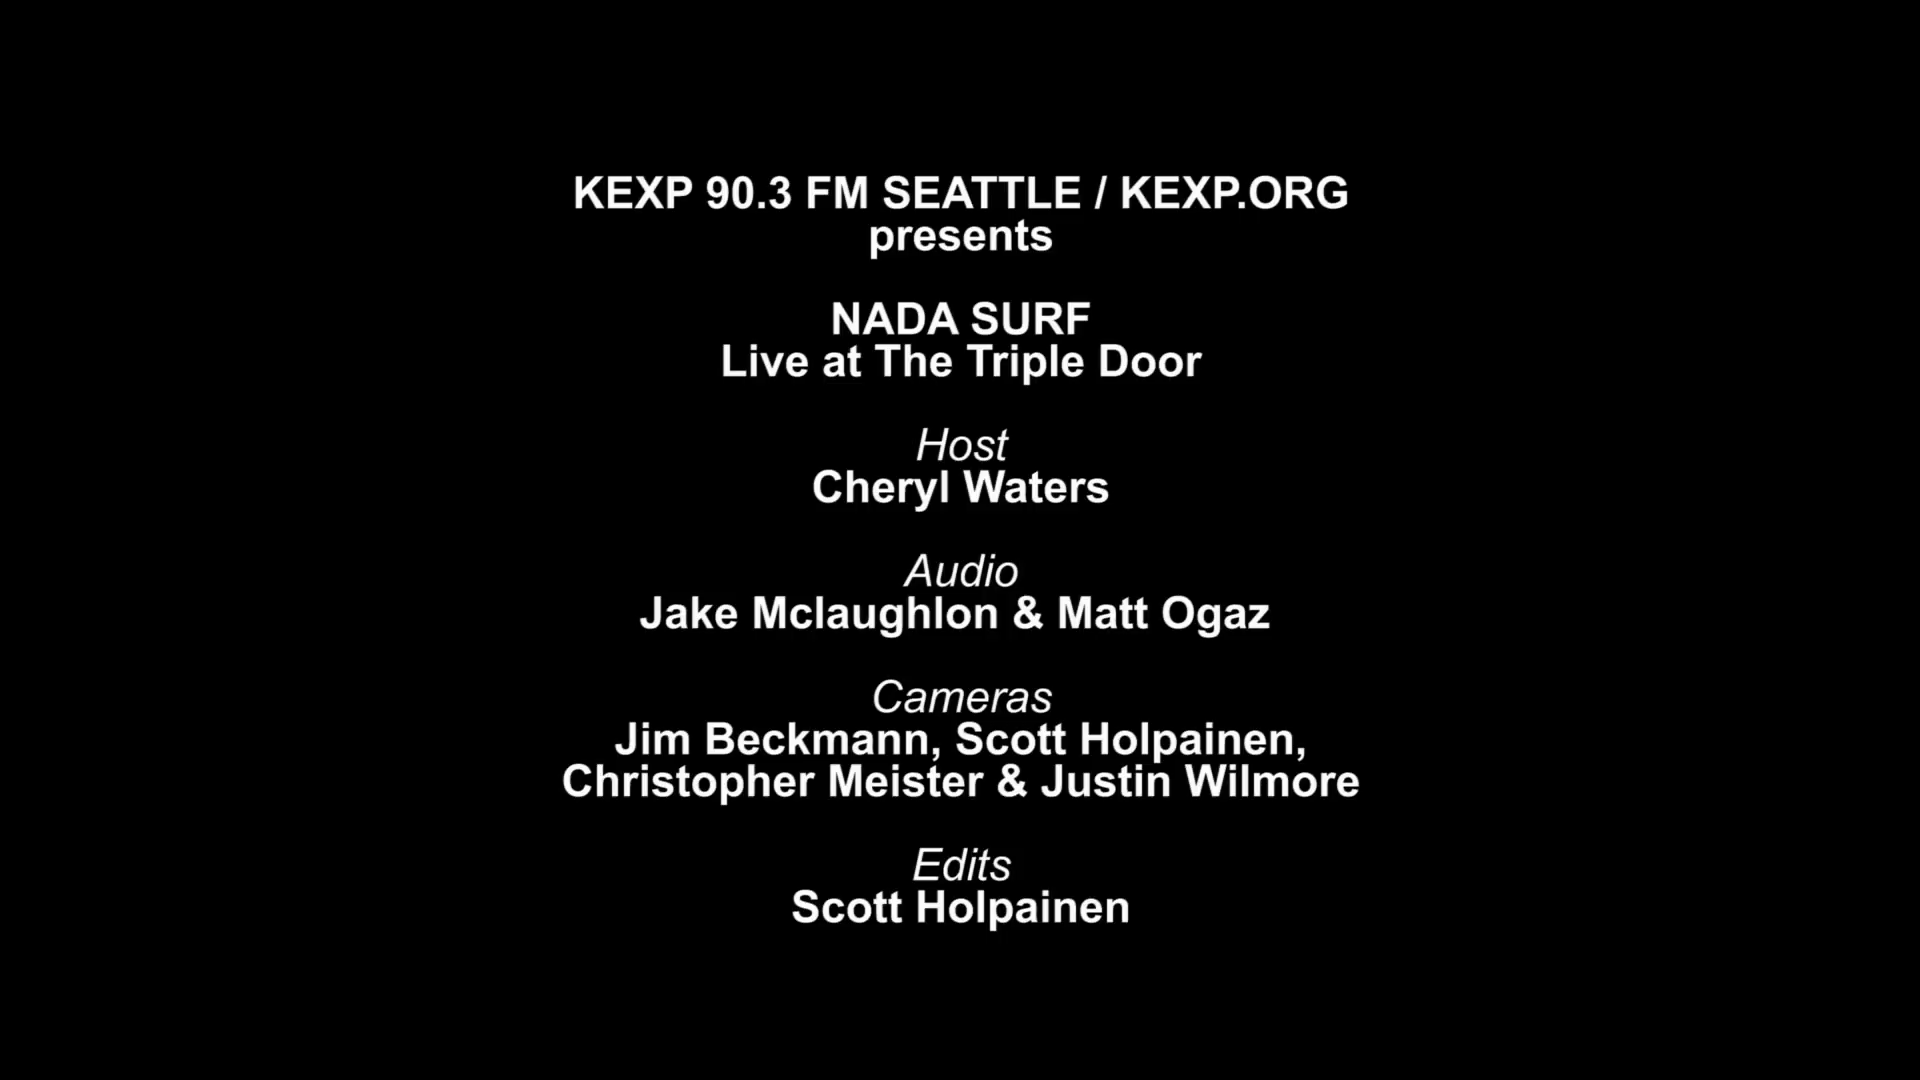 KEXP 90.3 FM SEATTLE / KEXP.ORG
presents
NADA SURF
Live at The Triple Door
Host
Cheryl Waters
Audio
Jake Mclaughlon & Matt Ogaz
Cameras
Jim Beckmann, Scott Holpainen,
Christopher Meister & Justin Wilmore
Edits
Scott Holpainen